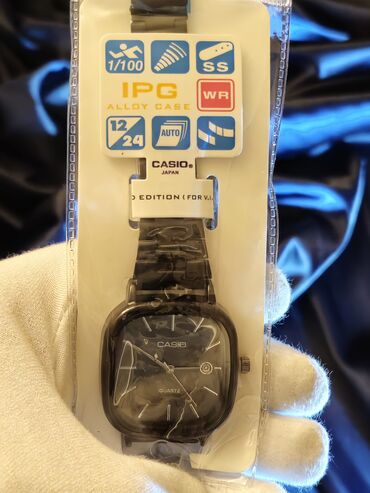 1/100
SS
IPG
ALLOY CASE
WR
12/24
AUTO
CASIO®
JAPAN
D EDITION ( FOR V.I.
CASIO
QUARTZ